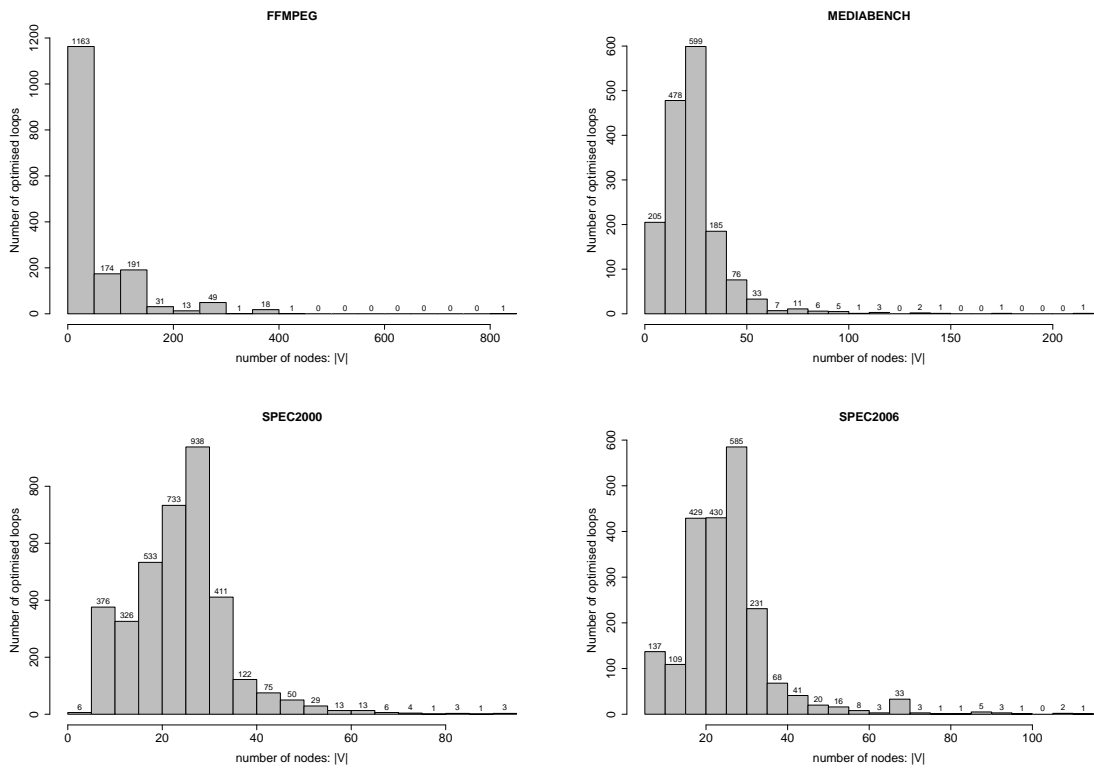 FFMPEG
Number of optimised loops
0 200 400 600 800 1000 1200
1163 174 191 31 13 49 1 18 1 0 0 0 0 0 0 0 1
0 200 400 600 800
number of nodes: |V|
MEDIABENCH
Number of optimised loops
0 100 200 300 400 500 600
205 478 599 185 76 33 7 11 6 5 1 3 0 2 1 0 0 1 0 0 0 1
0 50 100 150 200
number of nodes: |V|
SPEC2000
Number of optimised loops
0 200 400 600 800
6 376 326 533 733 938 411 122 75 50 29 13 13 6 4 1 3 1 3
0 20 40 60 80
number of nodes: |V|
SPEC2006
Number of optimised loops
0 100 200 300 400 500 600
137 109 429 430 585 231 68 41 20 16 8 3 33 3 1 1 5 3 1 0 2 1
20 40 60 80 100
number of nodes: |V|